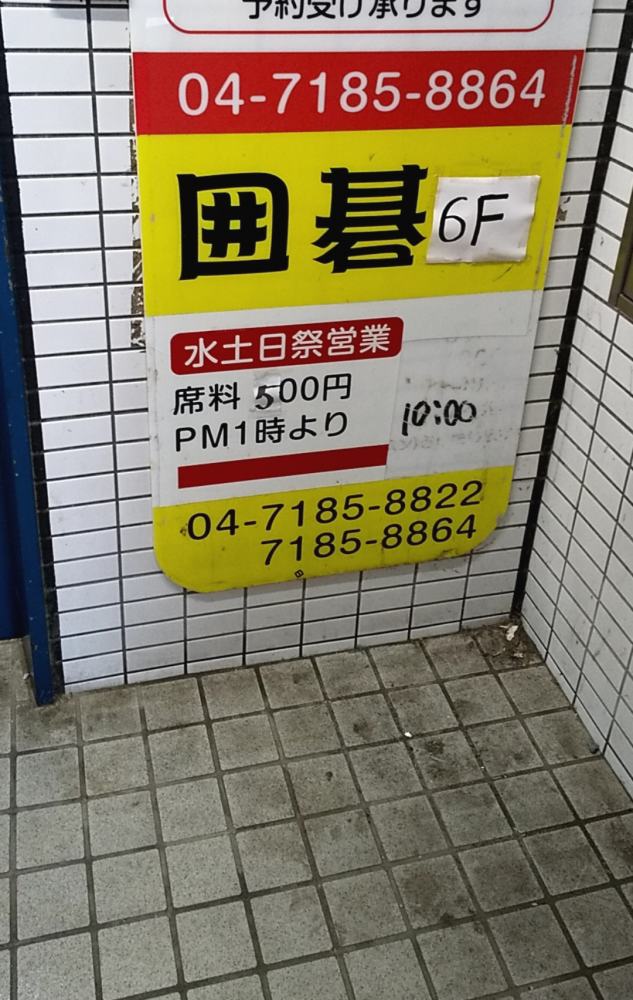 予約受け承ります
04-7185-8864
囲碁 6F
水土日祭営業
席料 500円
PM1時より 10:00
04-7185-8822
7185-8864